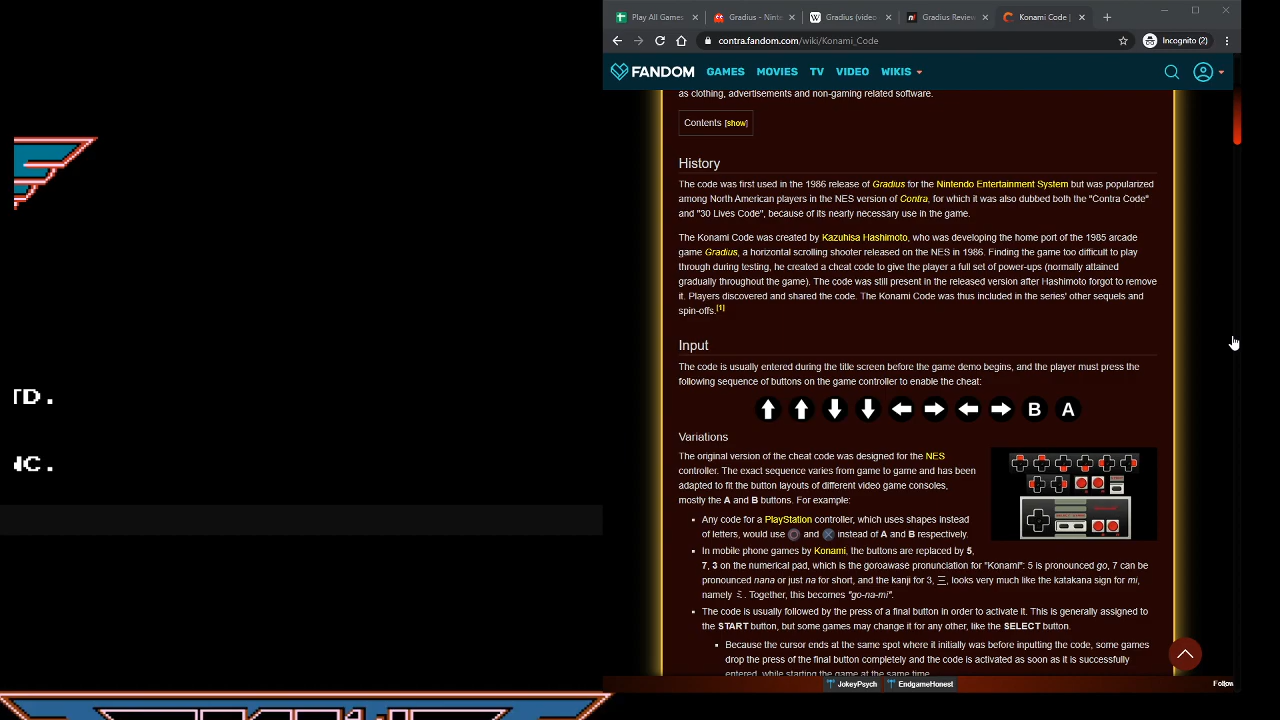 Play All Games
Gradius - Ninte
Gradius (video
Gradius Review
Konami Code |
contra.fandom.com/wiki/Konami_Code
Incognito (2)
FANDOM GAMES MOVIES TV VIDEO WIKIS
as clothing, advertisements and non-gaming related software.
Contents [show]
History
The code was first used in the 1986 release of Gradius for the Nintendo Entertainment System but was popularized
among North American players in the NES version of Contra, for which it was also dubbed both the "Contra Code"
and "30 Lives Code", because of its nearly necessary use in the game.
The Konami Code was created by Kazuhisa Hashimoto, who was developing the home port of the 1985 arcade
game Gradius, a horizontal scrolling shooter released on the NES in 1986. Finding the game too difficult to play
through during testing, he created a cheat code to give the player a full set of power-ups (normally attained
gradually throughout the game). The code was still present in the released version after Hashimoto forgot to remove
it. Players discovered and shared the code. The Konami Code was thus included in the series' other sequels and
spin-offs.[1]
Input
The code is usually entered during the title screen before the game demo begins, and the player must press the
following sequence of buttons on the game controller to enable the cheat:
B A
Variations
The original version of the cheat code was designed for the NES
controller. The exact sequence varies from game to game and has been
adapted to fit the button layouts of different video game consoles,
mostly the A and B buttons. For example:
Any code for a PlayStation controller, which uses shapes instead
of letters, would use and instead of A and B respectively.
In mobile phone games by Konami, the buttons are replaced by 5,
7, 3 on the numerical pad, which is the goroawase pronunciation for "Konami": 5 is pronounced go, 7 can be
pronounced nana or just na for short, and the kanji for 3, 三, looks very much like the katakana sign for mi,
namely ミ. Together, this becomes "go-na-mi".
The code is usually followed by the press of a final button in order to activate it. This is generally assigned to
the START button, but some games may change it for any other, like the SELECT button.
Because the cursor ends at the same spot where it initially was before inputting the code, some games
drop the press of the final button completely and the code is activated as soon as it is successfully
entered, while starting the game at the same time.
JokeyPsych EndgameHonest Follow
TD.
NC.